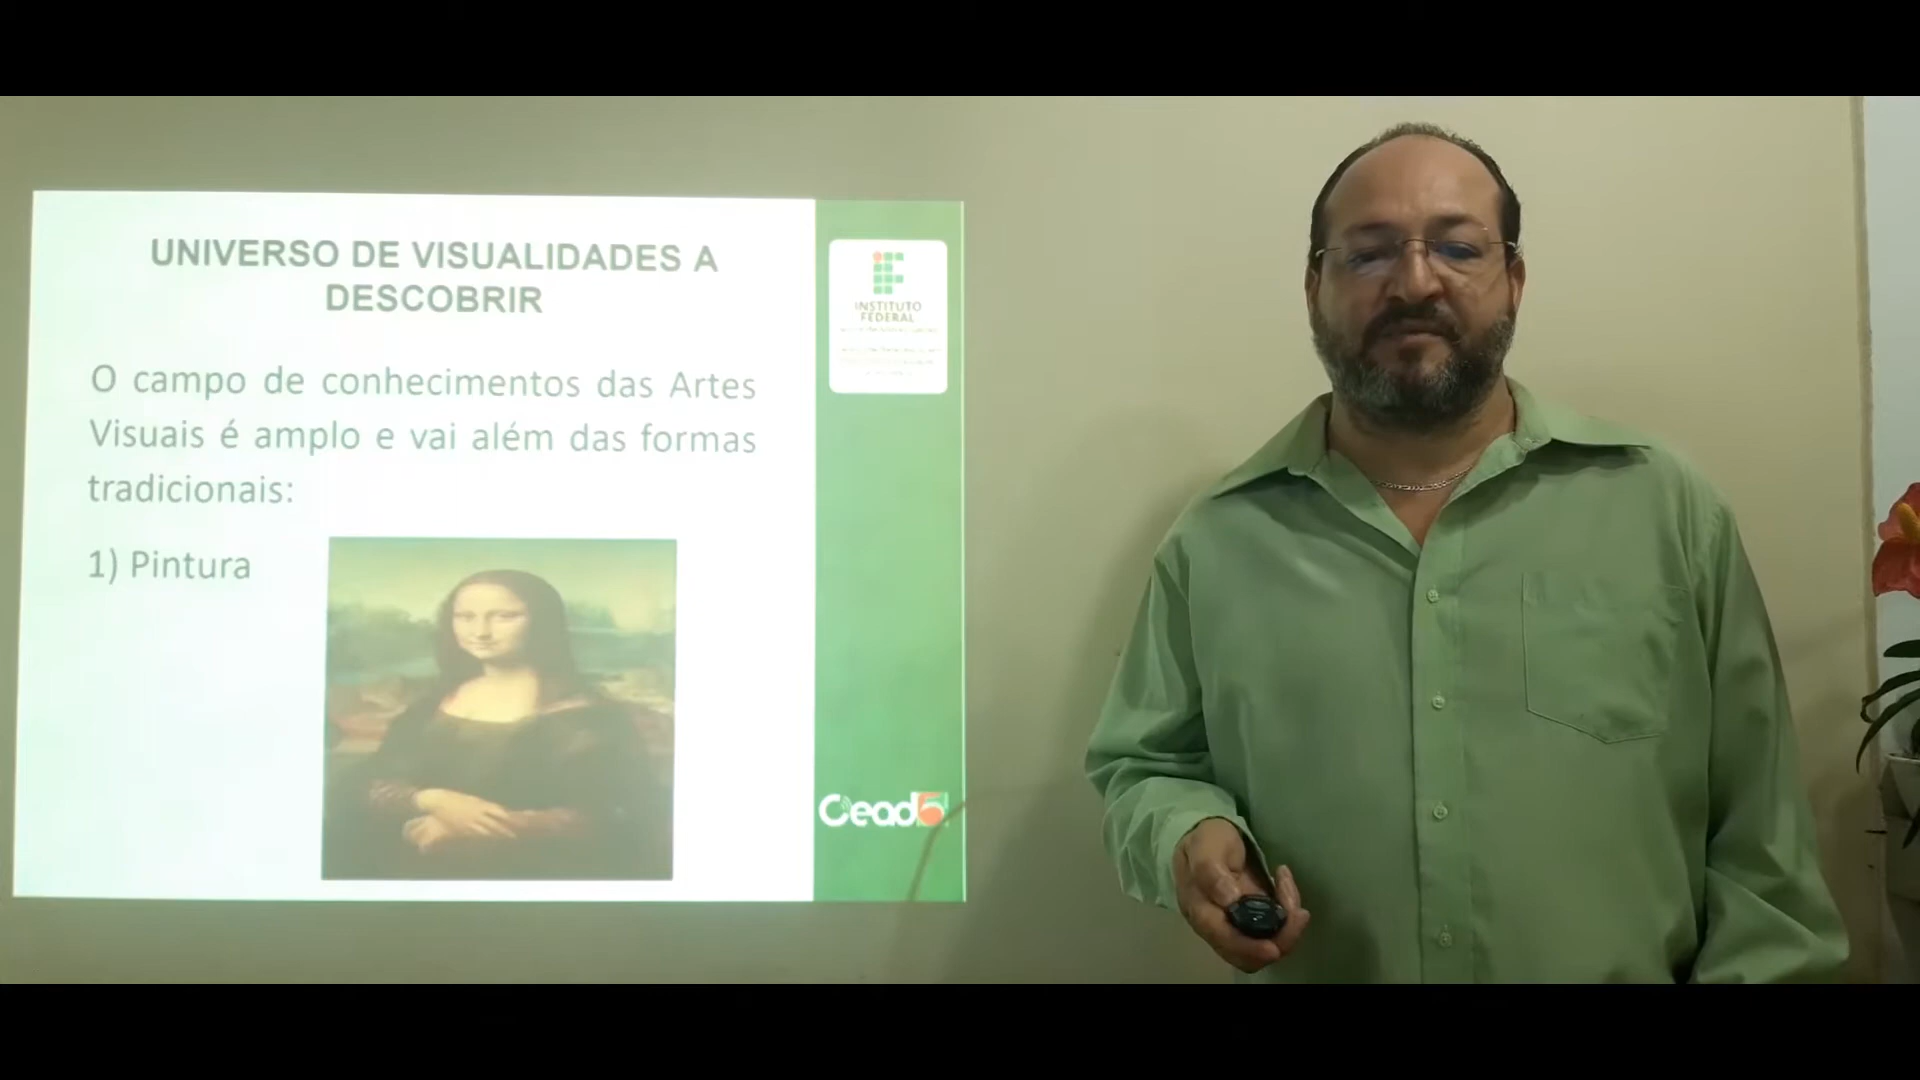 UNIVERSO DE VISUALIDADES A
DESCOBRIR
O campo de conhecimentos das Artes
Visuais é amplo e vai além das formas
tradicionais:
1) Pintura
INSTITUTO
FEDERAL
Cead